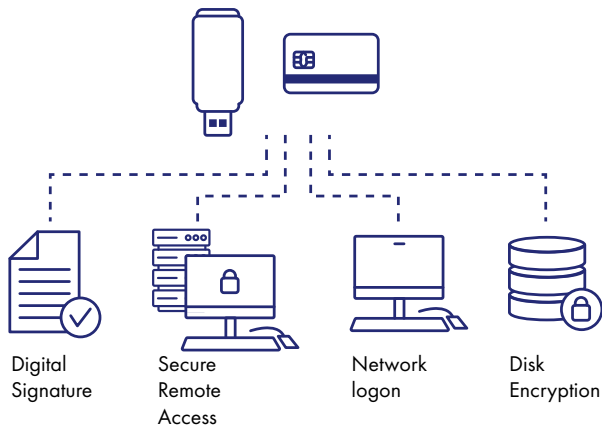 Digital
Signature
Secure
Remote
Access
Network
logon
Disk
Encryption